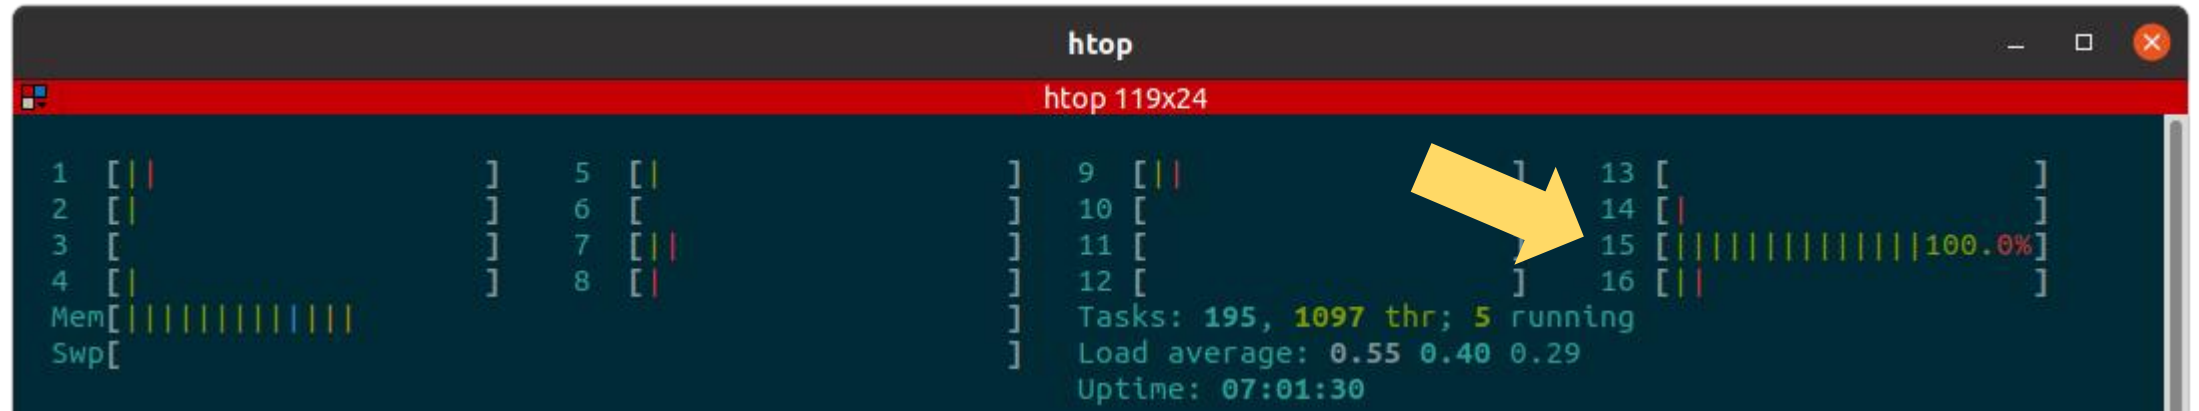 htop
htop 119x24
1 [|| ] 5 [| ] 9 [|| ] 13 [ ]
2 [| ] 6 [ ] 10 [ ] 14 [| ]
3 [ ] 7 [|| ] 11 [ ] 15 [||||||||||||||100.0%]
4 [| ] 8 [| ] 12 [ ] 16 [|| ]
Mem[||||||||||||| ] Tasks: 195, 1097 thr; 5 running
Swp[ ] Load average: 0.55 0.40 0.29
Uptime: 07:01:30